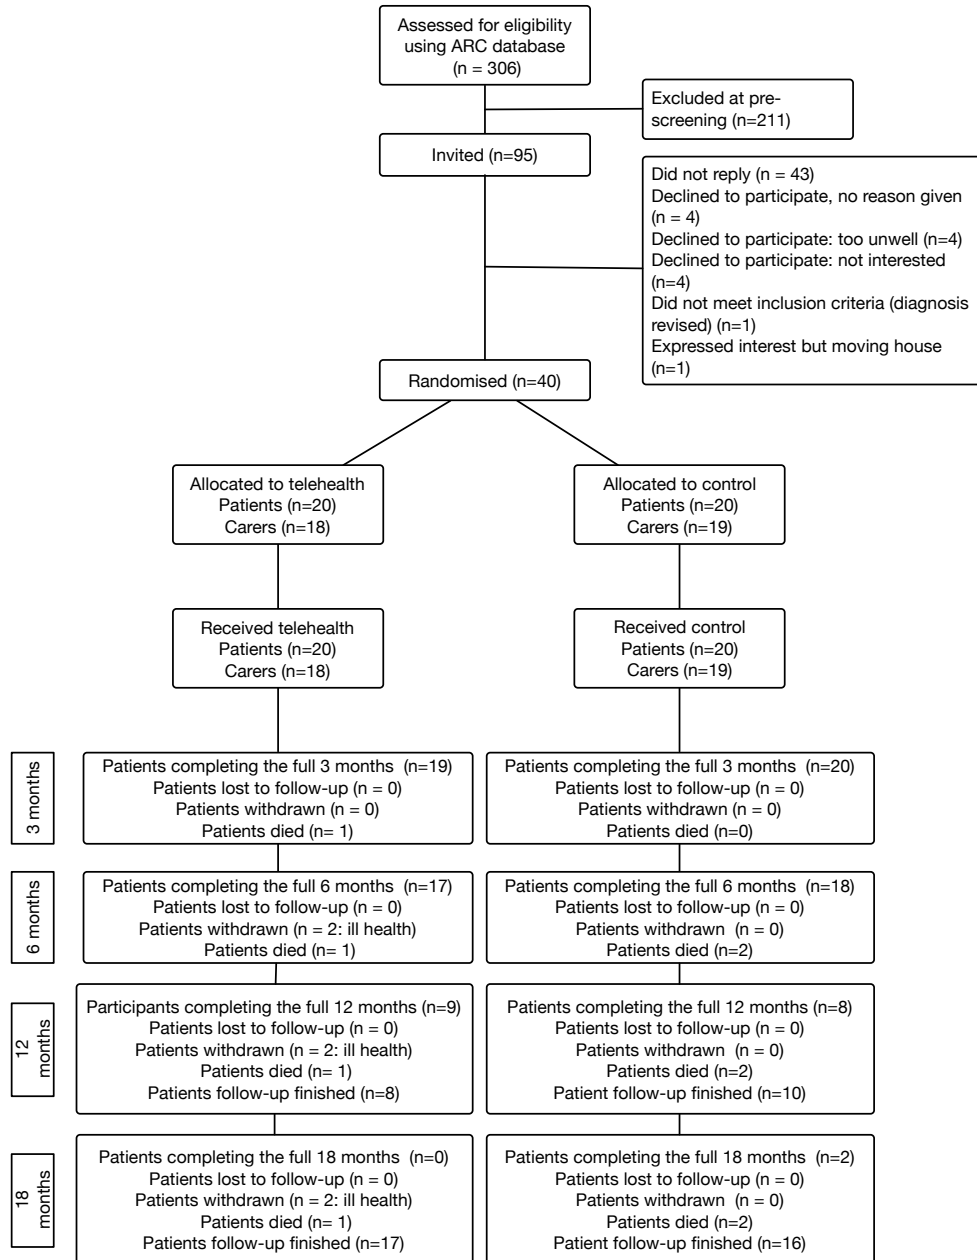 Assessed for eligibility
using ARC database
(n = 306)
Excluded at pre-
screening (n=211)
Invited (n=95)
Did not reply (n = 43)
Declined to participate, no reason given
(n = 4)
Declined to participate: too unwell (n=4)
Declined to participate: not interested
(n=4)
Did not meet inclusion criteria (diagnosis
revised) (n=1)
Expressed interest but moving house
(n=1)
Randomised (n=40)
Allocated to telehealth
Patients (n=20)
Carers (n=18)
Allocated to control
Patients (n=20)
Carers (n=19)
Received telehealth
Patients (n=20)
Carers (n=18)
Received control
Patients (n=20)
Carers (n=19)
3 months
Patients completing the full 3 months (n=19)
Patients lost to follow-up (n = 0)
Patients withdrawn (n = 0)
Patients died (n= 1)
Patients completing the full 3 months (n=20)
Patients lost to follow-up (n = 0)
Patients withdrawn (n = 0)
Patients died (n=0)
6 months
Patients completing the full 6 months (n=17)
Patients lost to follow-up (n = 0)
Patients withdrawn (n = 2: ill health)
Patients died (n= 1)
Patients completing the full 6 months (n=18)
Patients lost to follow-up (n = 0)
Patients withdrawn (n = 0)
Patients died (n=2)
12
months
Participants completing the full 12 months (n=9)
Patients lost to follow-up (n = 0)
Patients withdrawn (n = 2: ill health)
Patients died (n= 1)
Patients follow-up finished (n=8)
Patients completing the full 12 months (n=8)
Patients lost to follow-up (n = 0)
Patients withdrawn (n = 0)
Patients died (n=2)
Patient follow-up finished (n=10)
18
months
Patients completing the full 18 months (n=0)
Patients lost to follow-up (n = 0)
Patients withdrawn (n = 2: ill health)
Patients died (n= 1)
Patients follow-up finished (n=17)
Patients completing the full 18 months (n=2)
Patients lost to follow-up (n = 0)
Patients withdrawn (n = 0)
Patients died (n=2)
Patient follow-up finished (n=16)